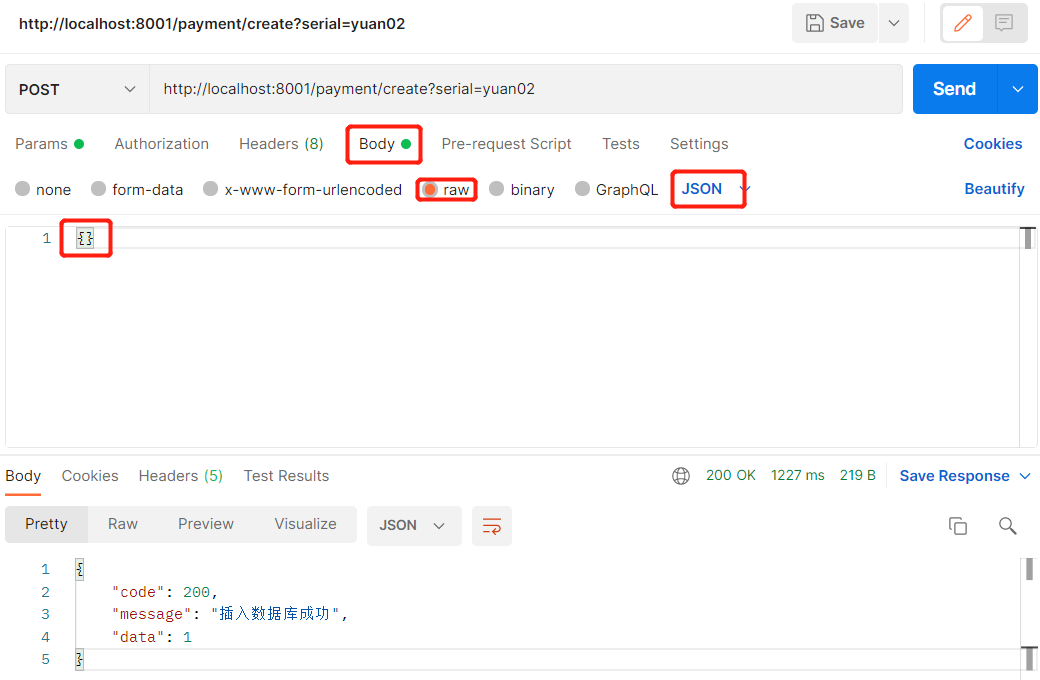 http://localhost:8001/payment/create?serial=yuan02 Save
POST http://localhost:8001/payment/create?serial=yuan02 Send
Params Authorization Headers (8) Body Pre-request Script Tests Settings Cookies
none form-data x-www-form-urlencoded raw binary GraphQL JSON Beautify
1 {}
Body Cookies Headers (5) Test Results 200 OK 1227 ms 219 B Save Response
Pretty Raw Preview Visualize JSON
1 {
2 "code": 200,
3 "message": "插入数据库成功",
4 "data": 1
5 }